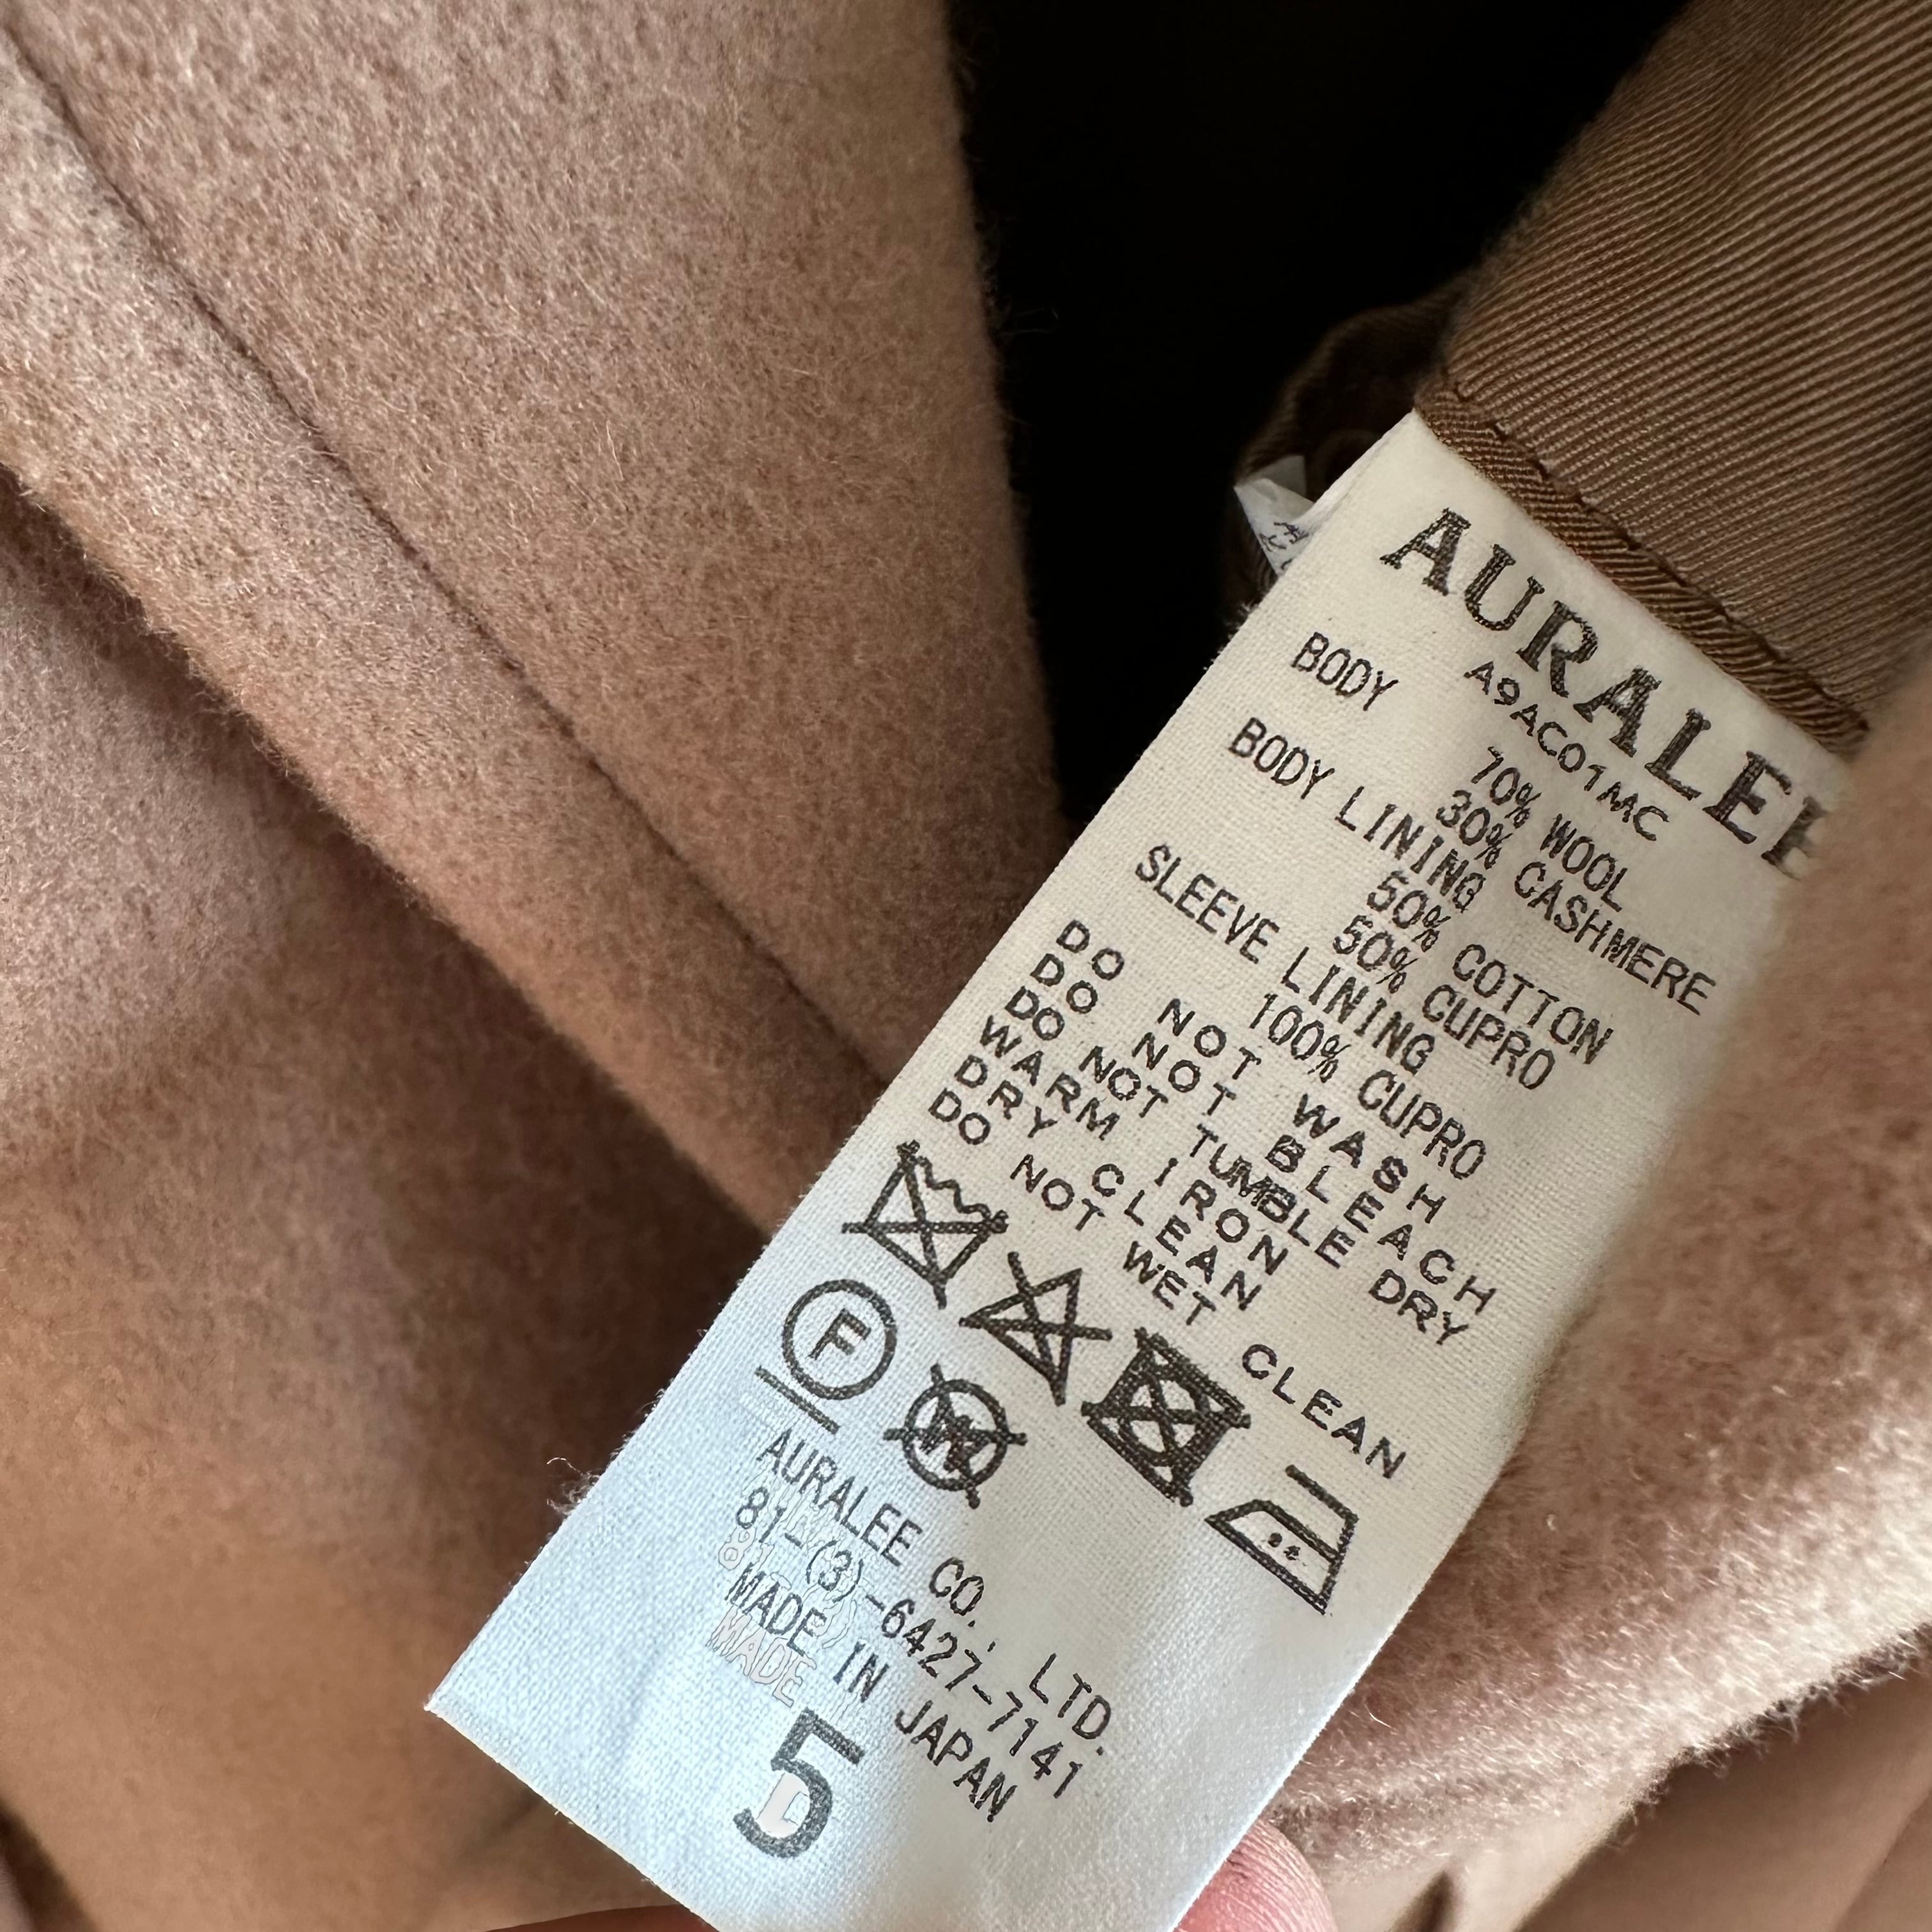 AURALEE
A9AC01MC
BODY
70% WOOL
30% CASHMERE
BODY LINING
50% COTTON
50% CUPRO
SLEEVE LINING
100% CUPRO
DO NOT WASH
DO NOT BLEACH
DO NOT TUMBLE DRY
WARM IRON
DRY CLEAN
DO NOT WET CLEAN
F
W
AURALEE CO., LTD.
81-(3)-6427-7141
MADE IN JAPAN
5